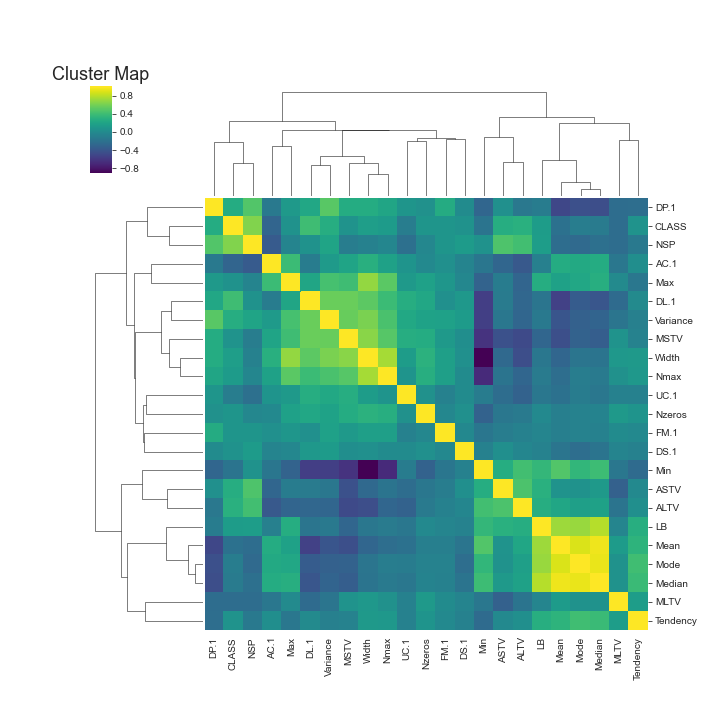 Cluster Map
0.8
0.4
0.0
−0.4
−0.8
DP.1
CLASS
NSP
AC.1
Max
DL.1
Variance
MSTV
Width
Nmax
UC.1
Nzeros
FM.1
DS.1
Min
ASTV
ALTV
LB
Mean
Mode
Median
MLTV
Tendency
DP.1
CLASS
NSP
AC.1
Max
DL.1
Variance
MSTV
Width
Nmax
UC.1
Nzeros
FM.1
DS.1
Min
ASTV
ALTV
LB
Mean
Mode
Median
MLTV
Tendency